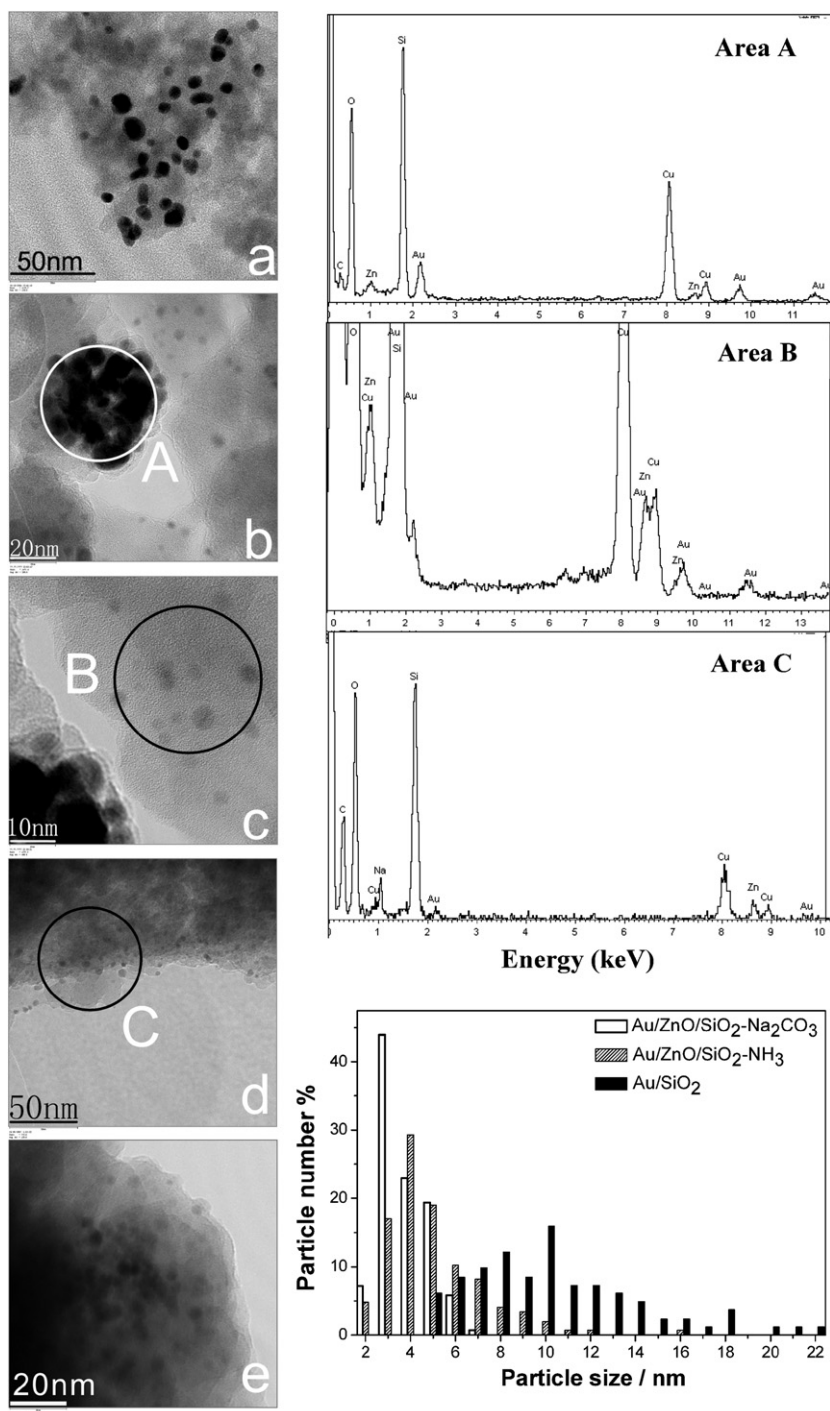 50nm
a
A
20nm
b
B
10nm
c
C
50nm
d
20nm
e
Area A
Si
O
Cu
C
Zn
Au
Zn
Cu
Au
Au
0 1 2 3 4 5 6 7 8 9 10 11
Area B
O
Au
Si
Cu
Zn
Cu
Au
Zn
Cu
Au
Au
Zn
Au
Au
Au
0 1 2 3 4 5 6 7 8 9 10 11 12 13
Area C
O
Si
C
Na
Cu
Au
Cu
Zn
Cu
Au
0 1 2 3 4 5 6 7 8 9 10
Energy (keV)
Au/ZnO/SiO₂-Na₂CO₃
Au/ZnO/SiO₂-NH₃
Au/SiO₂
Particle number %
40
30
20
10
0
2 4 6 8 10 12 14 16 18 20 22
Particle size / nm